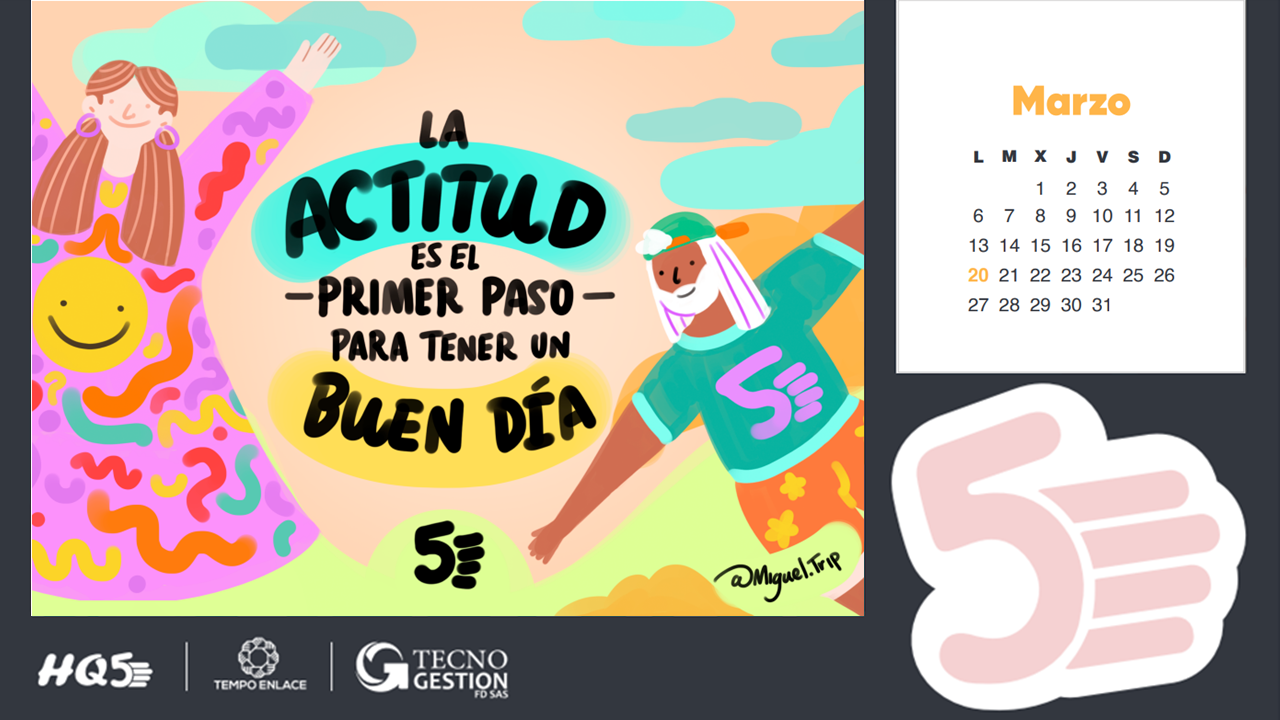 LA
ACTITUD
ES EL
PRIMER PASO
PARA TENER UN
BUEN DÍA
5
5
@Miguel.Trip
Marzo
L M X J V S D
1 2 3 4 5
6 7 8 9 10 11 12
13 14 15 16 17 18 19
20 21 22 23 24 25 26
27 28 29 30 31
5
HQ5
TEMPO ENLACE
G TECNO
GESTION
FD SAS